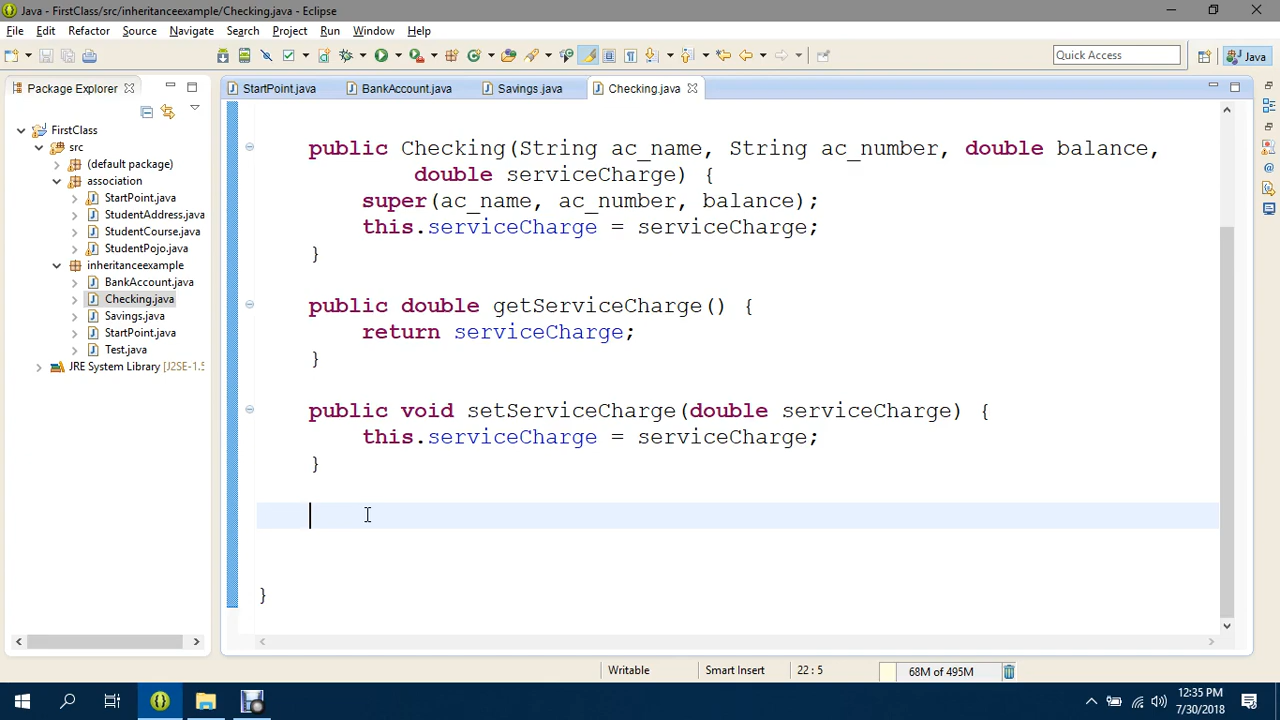 Java - FirstClass/src/inheritanceexample/Checking.java - Eclipse
File Edit Refactor Source Navigate Search Project Run Window Help
Quick Access
Java
Package Explorer
StartPoint.java
BankAccount.java
Savings.java
Checking.java
FirstClass
src
(default package)
association
StartPoint.java
StudentAddress.java
StudentCourse.java
StudentPojo.java
inheritanceexample
BankAccount.java
Checking.java
Savings.java
StartPoint.java
Test.java
JRE System Library [J2SE-1.5
public Checking(String ac_name, String ac_number, double balance,
double serviceCharge) {
super(ac_name, ac_number, balance);
this.serviceCharge = serviceCharge;
}
public double getServiceCharge() {
return serviceCharge;
}
public void setServiceCharge(double serviceCharge) {
this.serviceCharge = serviceCharge;
}
}
Writable
Smart Insert
22 : 5
68M of 495M
12:35 PM
7/30/2018